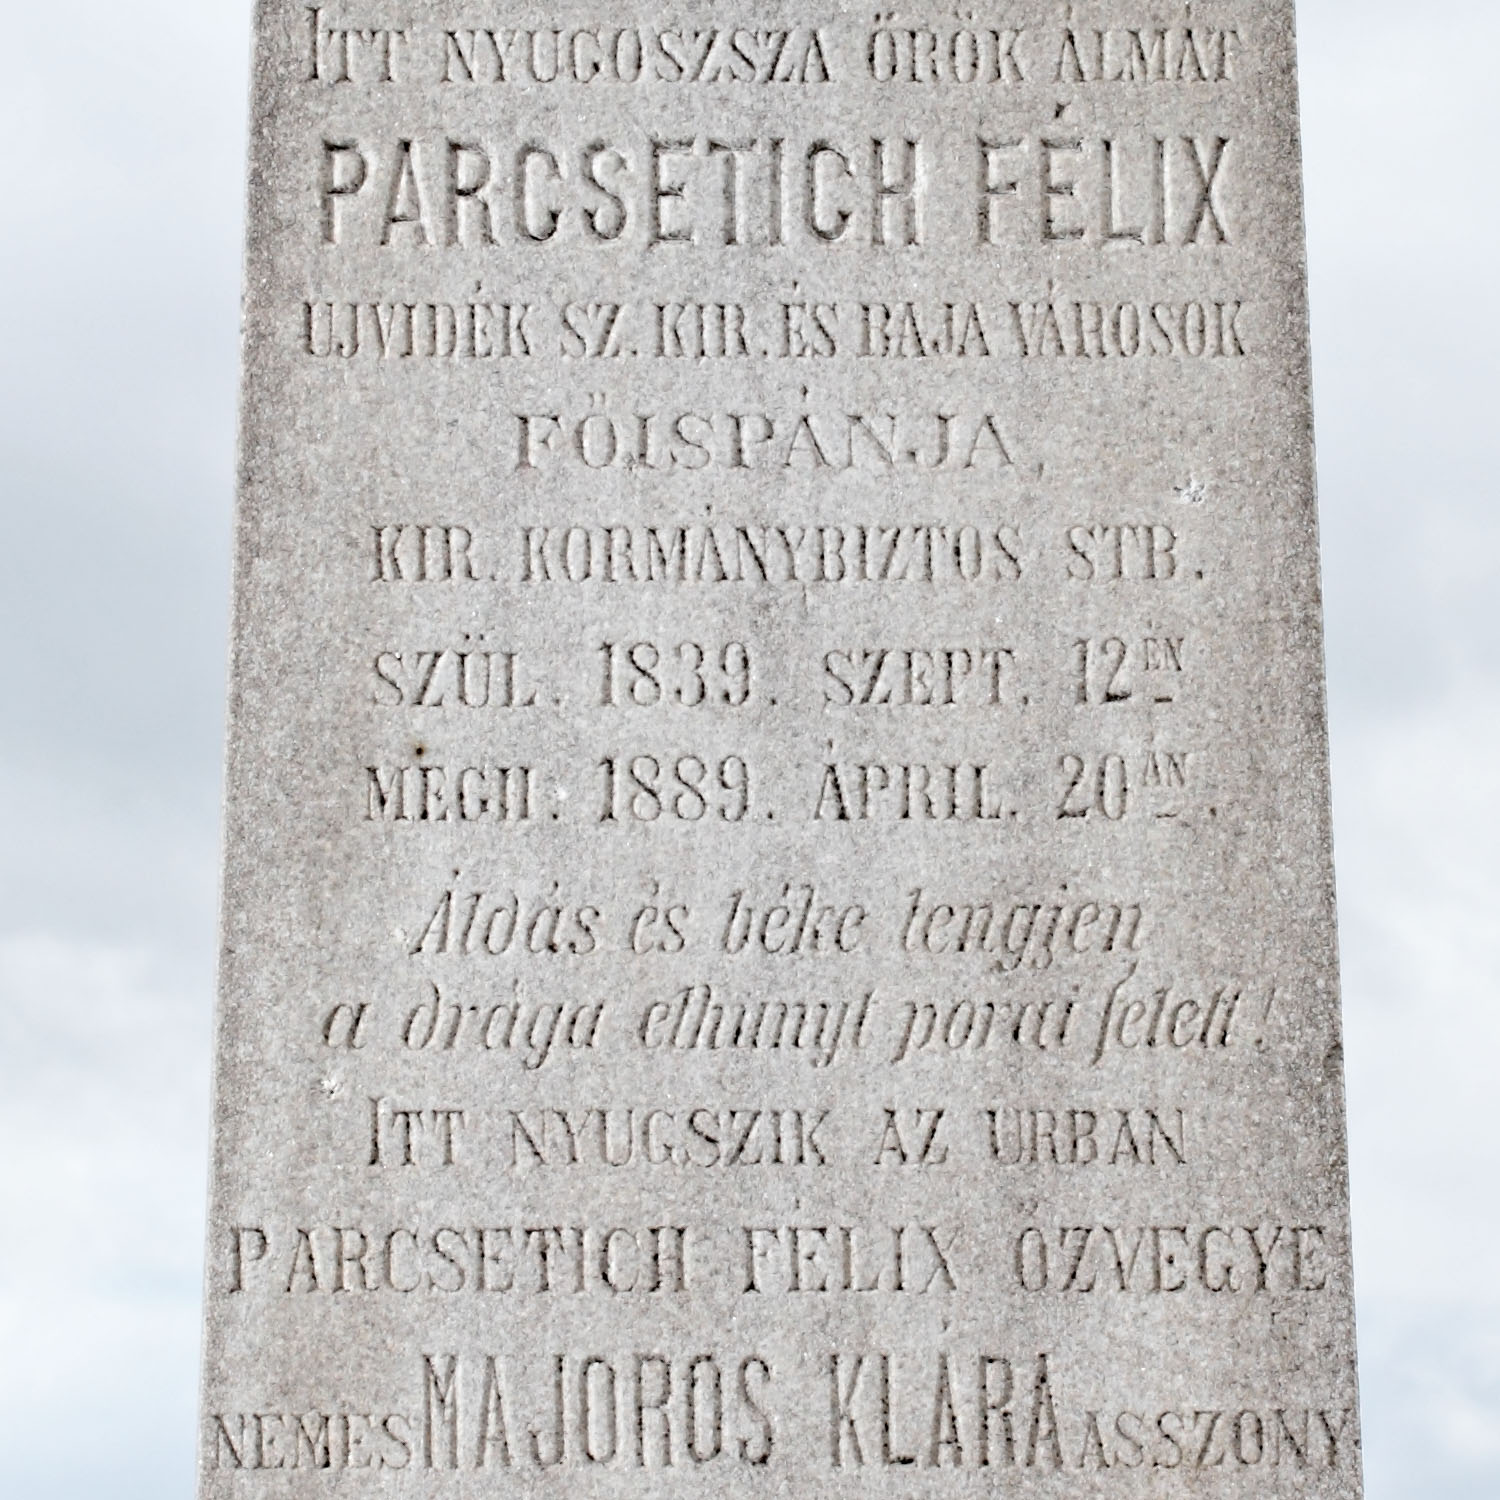 ITT NYUGOSZSZA ÖRÖK ÁLMÁT
PARCSETICH FÉLIX
UJVIDÉK SZ. KIR. ÉS BAJA VÁROSOK
FÖISPÁNJA,
KIR. KORMÁNYBIZTOS STB.
SZÜL. 1839. SZEPT. 12ÉN
MEGH. 1889. ÁPRIL. 20ÁN.
Áldás és béke lengjen
a drága elhunyt porai felett!
ITT NYUGSZIK AZ URBAN
PARCSETICH FÉLIX OZVEGYE
NEMES MAJOROS KLÁRA ASSZONY